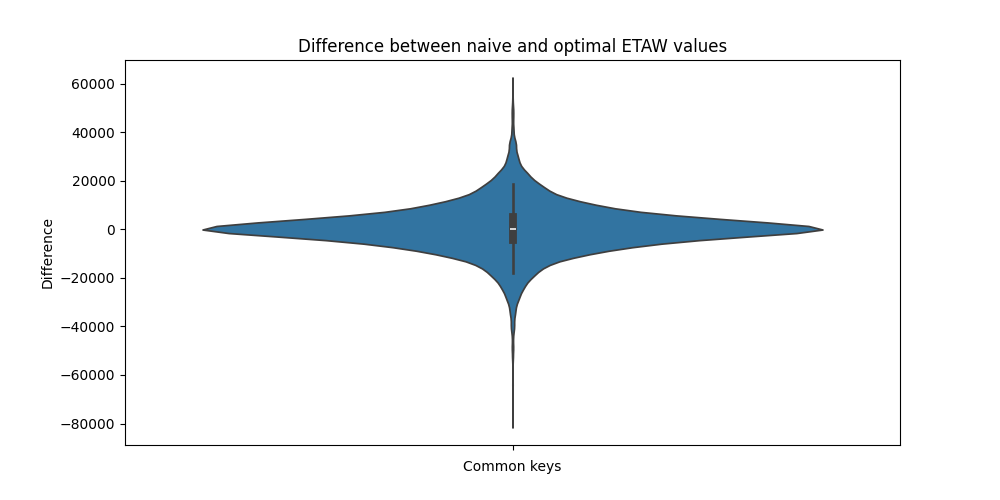 Difference between naive and optimal ETAW values
60000
40000
20000
0
−20000
−40000
−60000
−80000
Difference
Common keys